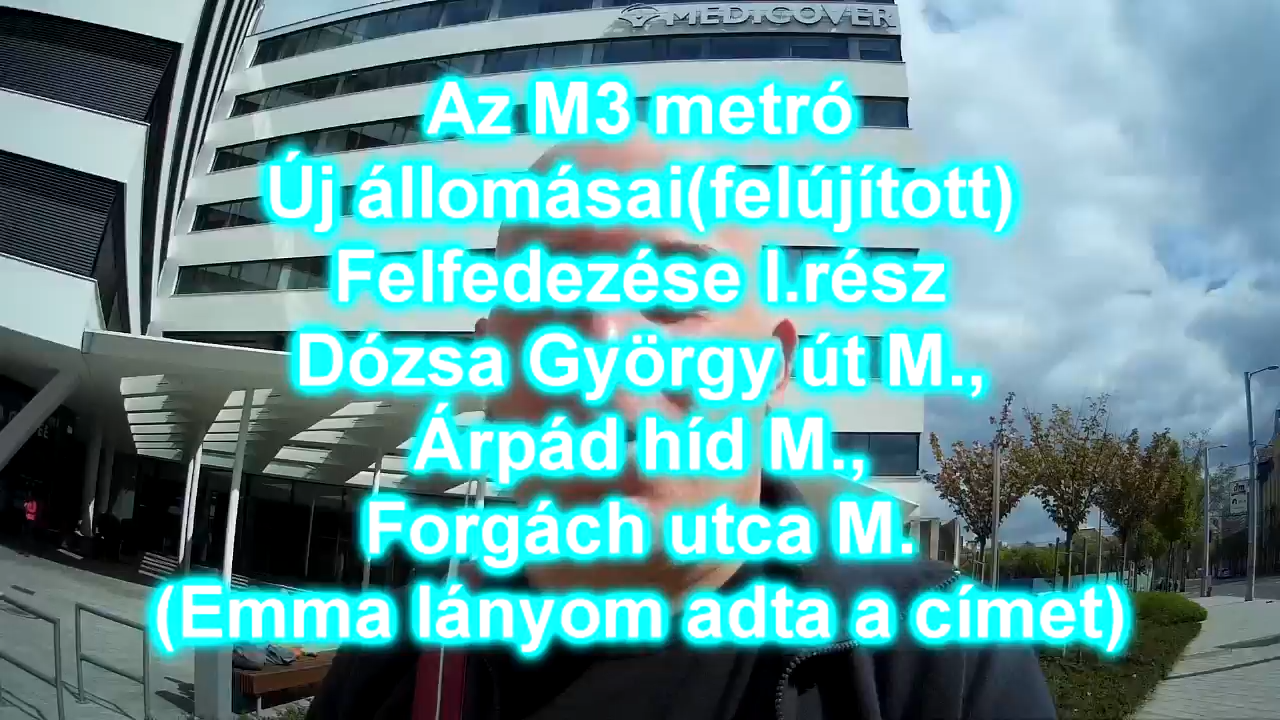 MEDICOVER
Az M3 metró
Új állomásai(felújított)
Felfedezése I.rész
Dózsa György út M.,
Árpád híd M.,
Forgách utca M.
(Emma lányom adta a címet)